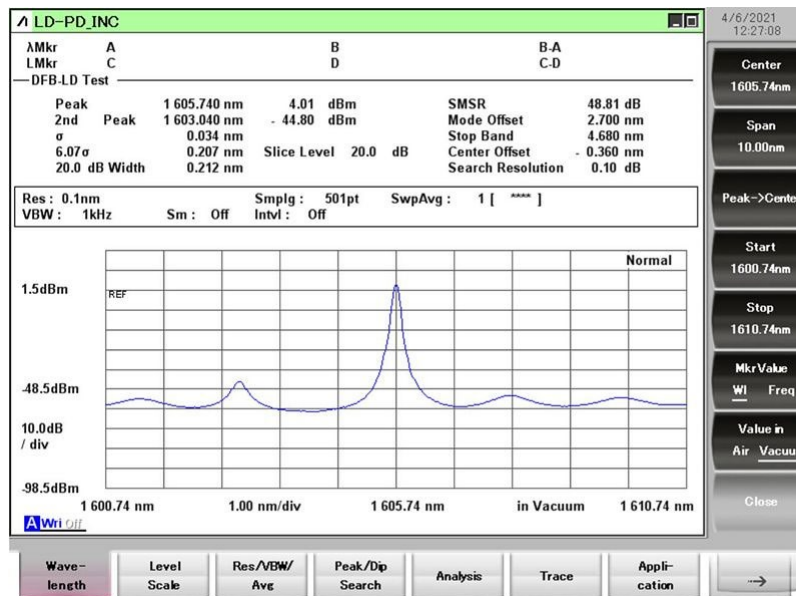 Λ LD-PD_INC
4/6/2021
12:27:08
λMkr A B B-A
LMkr C D C-D
DFB-LD Test
Peak 1 605.740 nm 4.01 dBm SMSR 48.81 dB
2nd Peak 1 603.040 nm - 44.80 dBm Mode Offset 2.700 nm
σ 0.034 nm Stop Band 4.680 nm
6.07σ 0.207 nm Slice Level 20.0 dB Center Offset - 0.360 nm
20.0 dB Width 0.212 nm Search Resolution 0.10 dB
Res : 0.1nm Smplg : 501pt SwpAvg : 1 [ **** ]
VBW : 1kHz Sm : Off Intvl : Off
Normal
1.5dBm
REF
-48.5dBm
10.0dB
/ div
-98.5dBm
1 600.74 nm 1.00 nm/div 1 605.74 nm in Vacuum 1 610.74 nm
A Wri Off
Center
1605.74nm
Span
10.00nm
Peak->Cente
Start
1600.74nm
Stop
1610.74nm
MkrValue
Wl Freq
Value in
Air Vacuu
Close
Wave-
length
Level
Scale
Res/VBW/
Avg
Peak/Dip
Search
Analysis
Trace
Appli-
cation
→